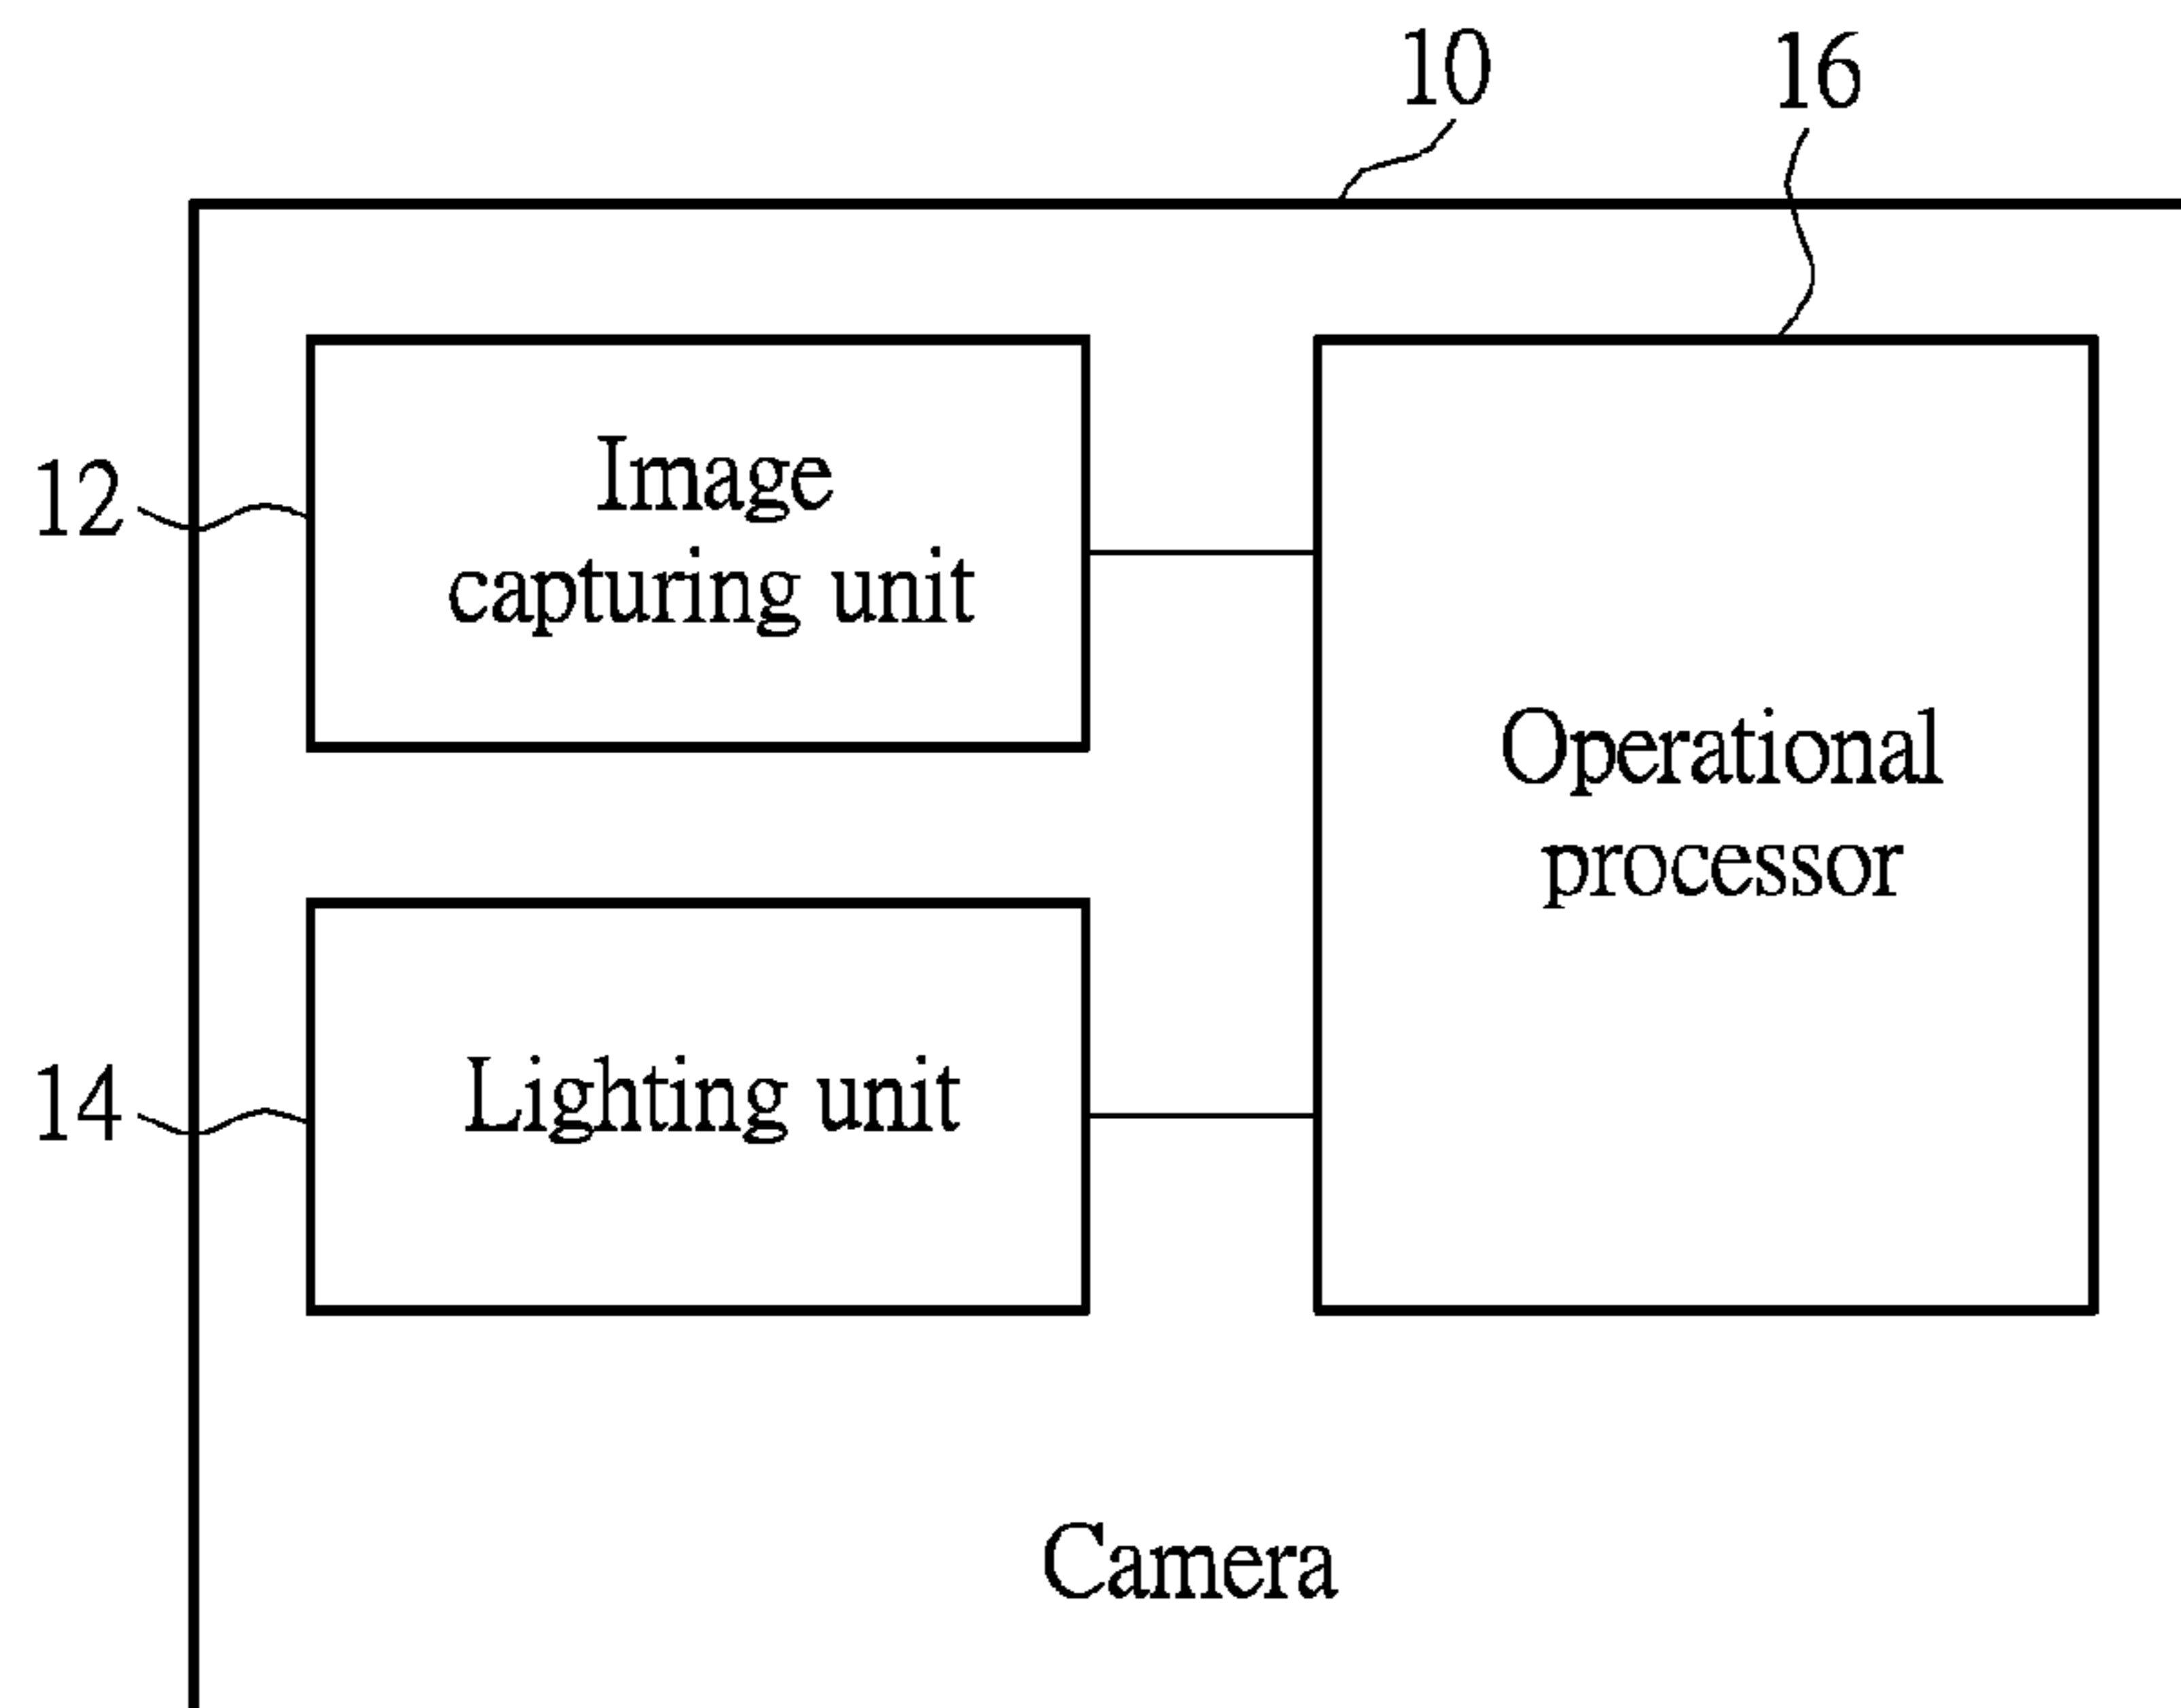 10
16
12
Image
capturing unit
Operational
processor
14
Lighting unit
Camera